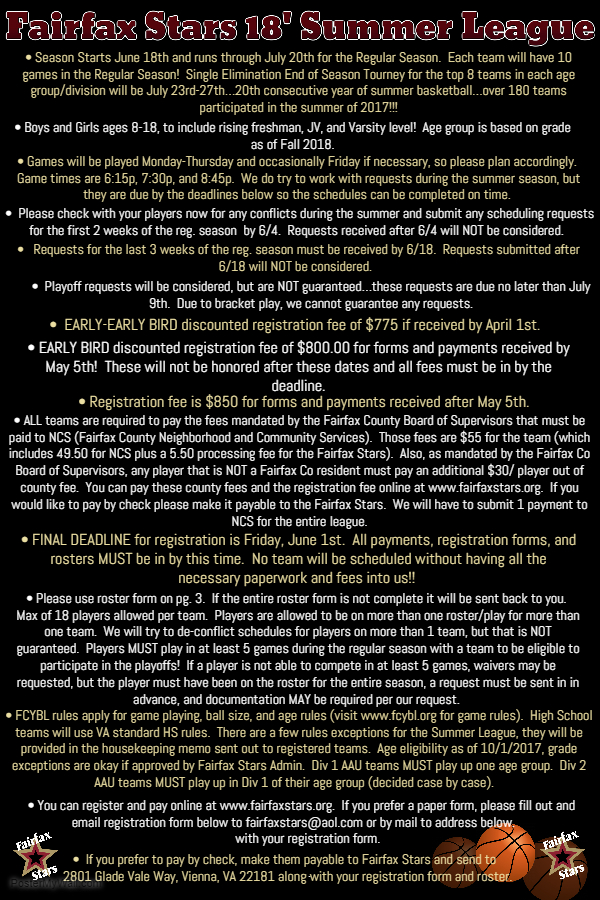 Fairfax Stars 18' Summer League
• Season Starts June 18th and runs through July 20th for the Regular Season. Each team will have 10
games in the Regular Season! Single Elimination End of Season Tourney for the top 8 teams in each age
group/division will be July 23rd-27th...20th consecutive year of summer basketball...over 180 teams
participated in the summer of 2017!!!
• Boys and Girls ages 8-18, to include rising freshman, JV, and Varsity level! Age group is based on grade
as of Fall 2018.
• Games will be played Monday-Thursday and occasionally Friday if necessary, so please plan accordingly.
Game times are 6:15p, 7:30p, and 8:45p. We do try to work with requests during the summer season, but
they are due by the deadlines below so the schedules can be completed on time.
• Please check with your players now for any conflicts during the summer and submit any scheduling requests
for the first 2 weeks of the reg. season by 6/4. Requests received after 6/4 will NOT be considered.
• Requests for the last 3 weeks of the reg. season must be received by 6/18. Requests submitted after
6/18 will NOT be considered.
• Playoff requests will be considered, but are NOT guaranteed...these requests are due no later than July
9th. Due to bracket play, we cannot guarantee any requests.
• EARLY-EARLY BIRD discounted registration fee of $775 if received by April 1st.
• EARLY BIRD discounted registration fee of $800.00 for forms and payments received by
May 5th! These will not be honored after these dates and all fees must be in by the
deadline.
• Registration fee is $850 for forms and payments received after May 5th.
• ALL teams are required to pay the fees mandated by the Fairfax County Board of Supervisors that must be
paid to NCS (Fairfax County Neighborhood and Community Services). Those fees are $55 for the team (which
includes 49.50 for NCS plus a 5.50 processing fee for the Fairfax Stars). Also, as mandated by the Fairfax Co
Board of Supervisors, any player that is NOT a Fairfax Co resident must pay an additional $30/ player out of
county fee. You can pay these county fees and the registration fee online at www.fairfaxstars.org. If you
would like to pay by check please make it payable to the Fairfax Stars. We will have to submit 1 payment to
NCS for the entire league.
• FINAL DEADLINE for registration is Friday, June 1st. All payments, registration forms, and
rosters MUST be in by this time. No team will be scheduled without having all the
necessary paperwork and fees into us!!
• Please use roster form on pg. 3. If the entire roster form is not complete it will be sent back to you.
Max of 18 players allowed per team. Players are allowed to be on more than one roster/play for more than
one team. We will try to de-conflict schedules for players on more than 1 team, but that is NOT
guaranteed. Players MUST play in at least 5 games during the regular season with a team to be eligible to
participate in the playoffs! If a player is not able to compete in at least 5 games, waivers may be
requested, but the player must have been on the roster for the entire season, a request must be sent in in
advance, and documentation MAY be required per our request.
• FCYBL rules apply for game playing, ball size, and age rules (visit www.fcybl.org for game rules). High School
teams will use VA standard HS rules. There are a few rules exceptions for the Summer League, they will be
provided in the housekeeping memo sent out to registered teams. Age eligibility as of 10/1/2017, grade
exceptions are okay if approved by Fairfax Stars Admin. Div 1 AAU teams MUST play up one age group. Div 2
AAU teams MUST play up in Div 1 of their age group (decided case by case).
• You can register and pay online at www.fairfaxstars.org. If you prefer a paper form, please fill out and
email registration form below to fairfaxstars@aol.com or by mail to address below,
with your registration form.
• If you prefer to pay by check, make them payable to Fairfax Stars and send to
2801 Glade Vale Way, Vienna, VA 22181 along with your registration form and roster.
Fairfax
Stars
Fairfax
Stars
PosterMyWall.com